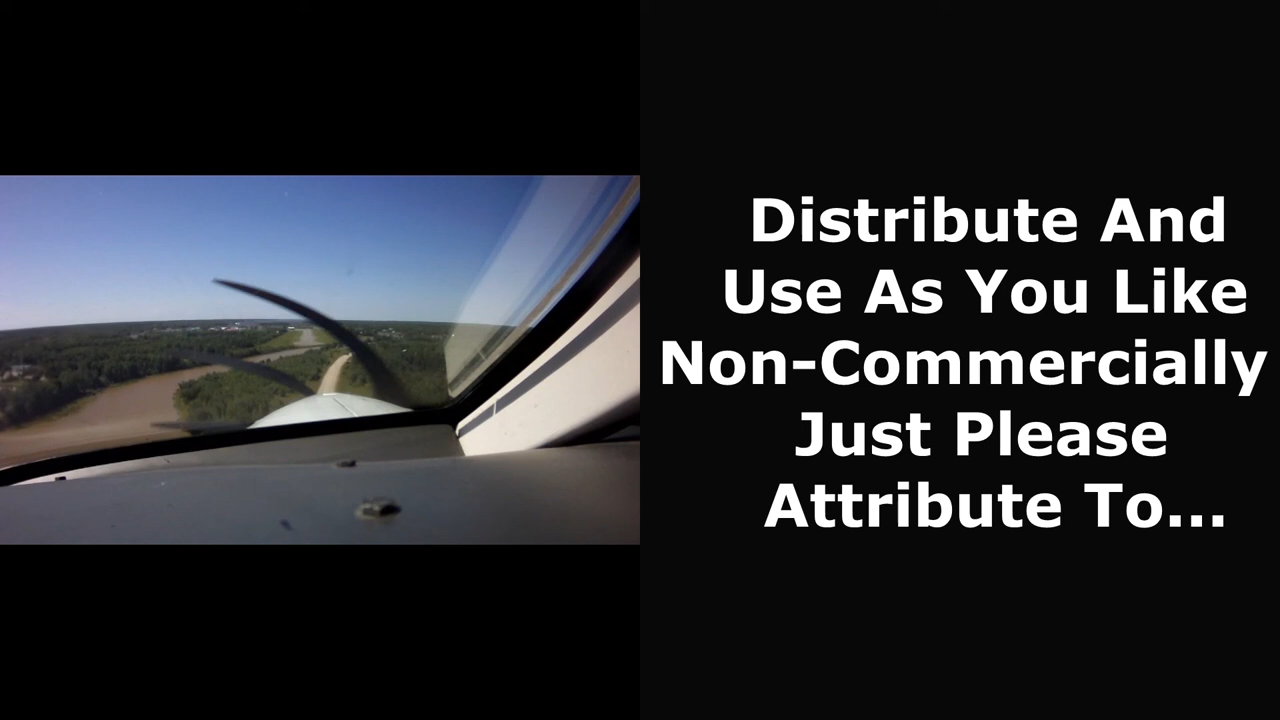 Distribute And
Use As You Like
Non-Commercially
Just Please
Attribute To...